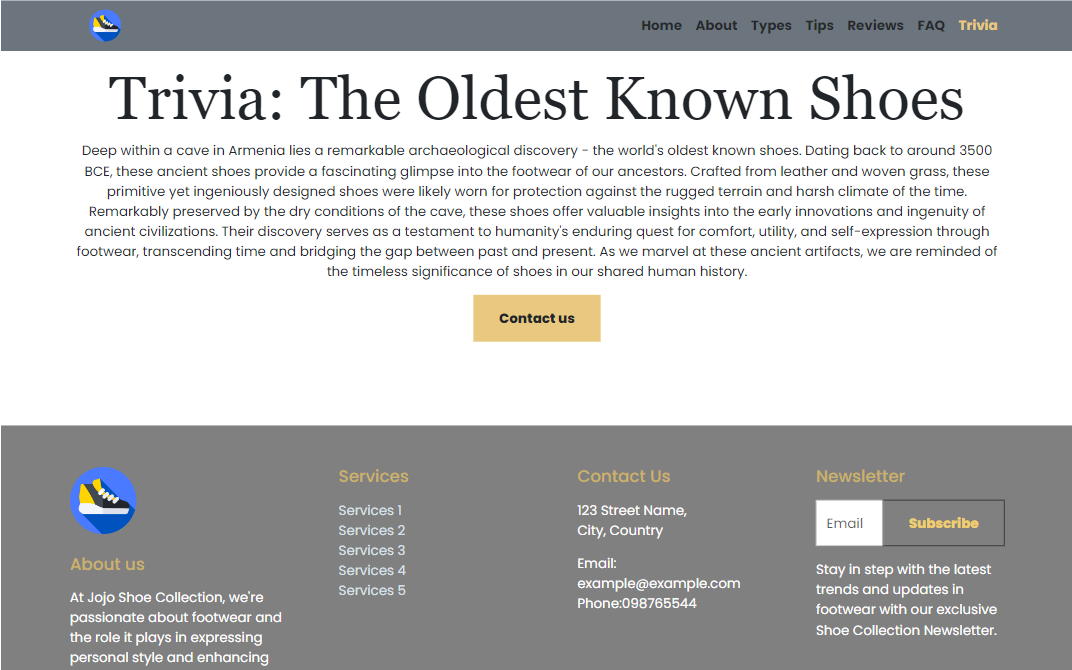 Home About Types Tips Reviews FAQ Trivia
Trivia: The Oldest Known Shoes
Deep within a cave in Armenia lies a remarkable archaeological discovery - the world's oldest known shoes. Dating back to around 3500
BCE, these ancient shoes provide a fascinating glimpse into the footwear of our ancestors. Crafted from leather and woven grass, these
primitive yet ingeniously designed shoes were likely worn for protection against the rugged terrain and harsh climate of the time.
Remarkably preserved by the dry conditions of the cave, these shoes offer valuable insights into the early innovations and ingenuity of
ancient civilizations. Their discovery serves as a testament to humanity's enduring quest for comfort, utility, and self-expression through
footwear, transcending time and bridging the gap between past and present. As we marvel at these ancient artifacts, we are reminded of
the timeless significance of shoes in our shared human history.
Contact us
About us
At Jojo Shoe Collection, we're
passionate about footwear and
the role it plays in expressing
personal style and enhancing
Services
Services 1
Services 2
Services 3
Services 4
Services 5
Contact Us
123 Street Name,
City, Country
Email:
example@example.com
Phone:098765544
Newsletter
Email Subscribe
Stay in step with the latest
trends and updates in
footwear with our exclusive
Shoe Collection Newsletter.